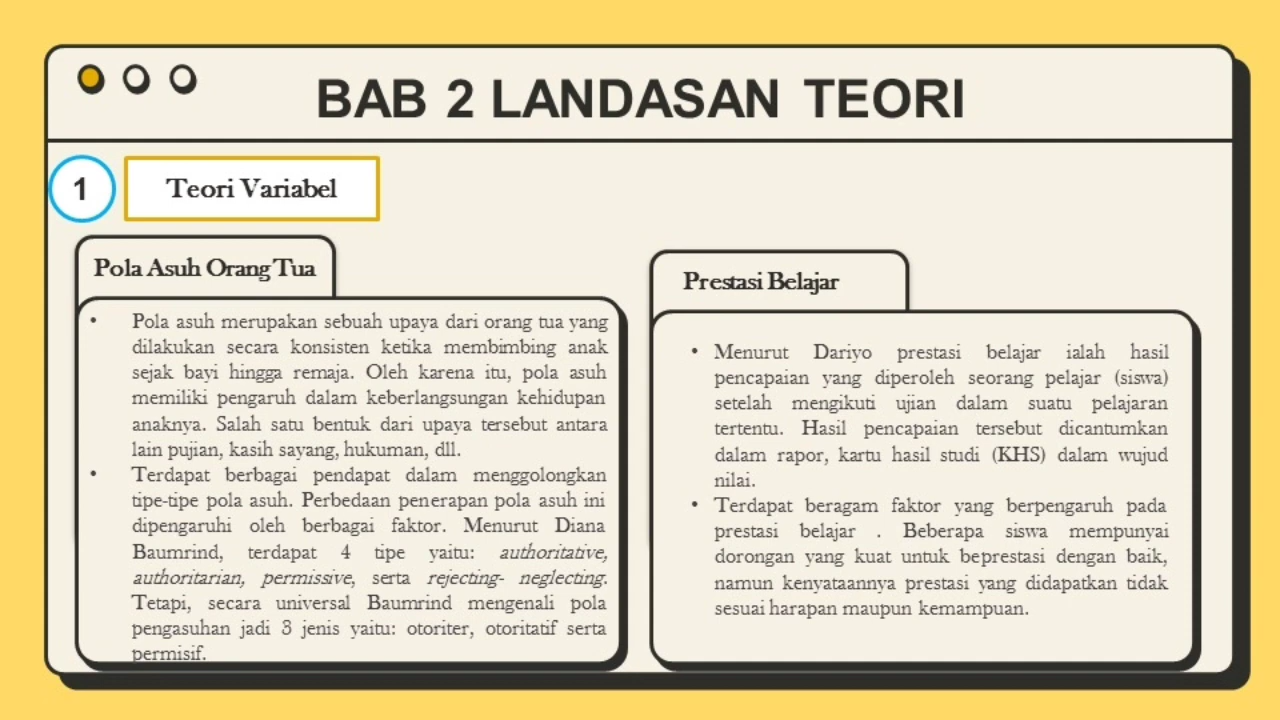 BAB 2 LANDASAN TEORI
1
Teori Variabel
Pola Asuh Orang Tua
• Pola asuh merupakan sebuah upaya dari orang tua yang
dilakukan secara konsisten ketika membimbing anak
sejak bayi hingga remaja. Oleh karena itu, pola asuh
memiliki pengaruh dalam keberlangsungan kehidupan
anaknya. Salah satu bentuk dari upaya tersebut antara
lain pujian, kasih sayang, hukuman, dll.
• Terdapat berbagai pendapat dalam menggolongkan
tipe-tipe pola asuh. Perbedaan penerapan pola asuh ini
dipengaruhi oleh berbagai faktor. Menurut Diana
Baumrind, terdapat 4 tipe yaitu: authoritative,
authoritarian, permissive, serta rejecting- neglecting.
Tetapi, secara universal Baumrind mengenali pola
pengasuhan jadi 3 jenis yaitu: otoriter, otoritatif serta
permisif.
Prestasi Belajar
• Menurut Dariyo prestasi belajar ialah hasil
pencapaian yang diperoleh seorang pelajar (siswa)
setelah mengikuti ujian dalam suatu pelajaran
tertentu. Hasil pencapaian tersebut dicantumkan
dalam rapor, kartu hasil studi (KHS) dalam wujud
nilai.
• Terdapat beragam faktor yang berpengaruh pada
prestasi belajar . Beberapa siswa mempunyai
dorongan yang kuat untuk beprestasi dengan baik,
namun kenyataannya prestasi yang didapatkan tidak
sesuai harapan maupun kemampuan.